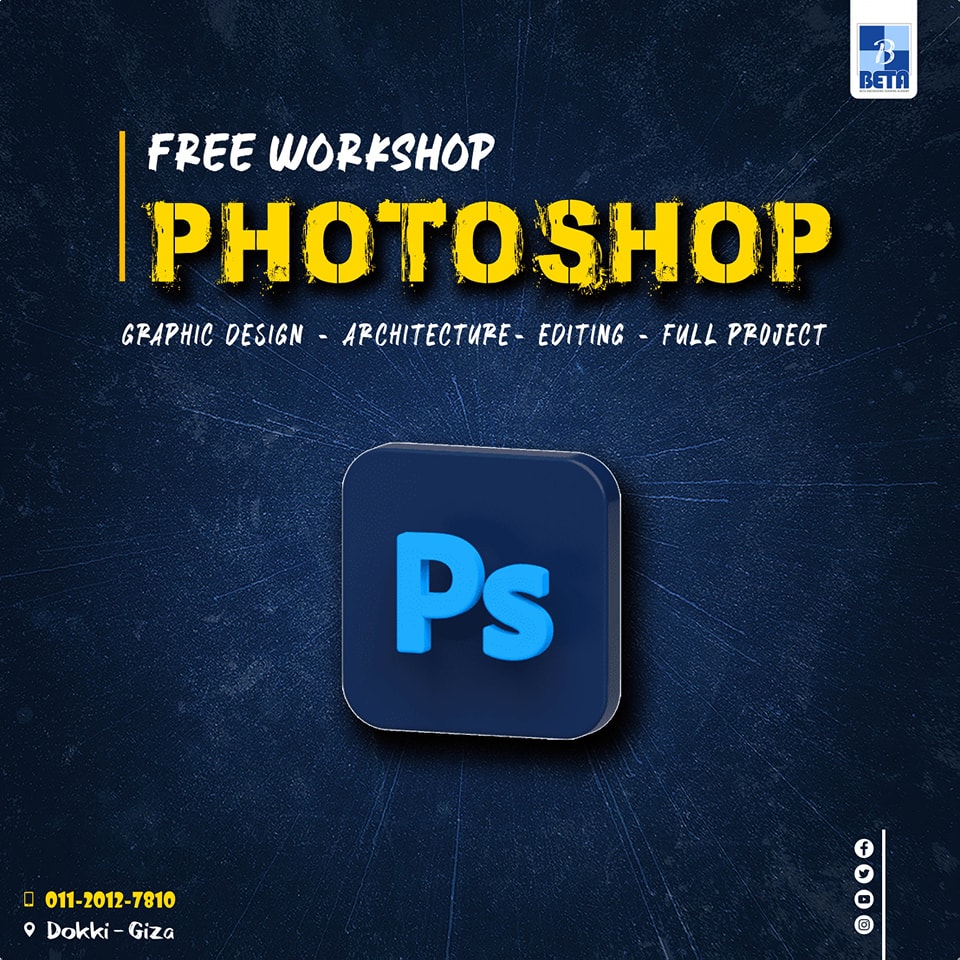 B
BETA
FREE WORKSHOP
PHOTOSHOP
GRAPHIC DESIGN - ARCHITECTURE- EDITING - FULL PROJECT
Ps
011-2012-7810
Dokki - Giza